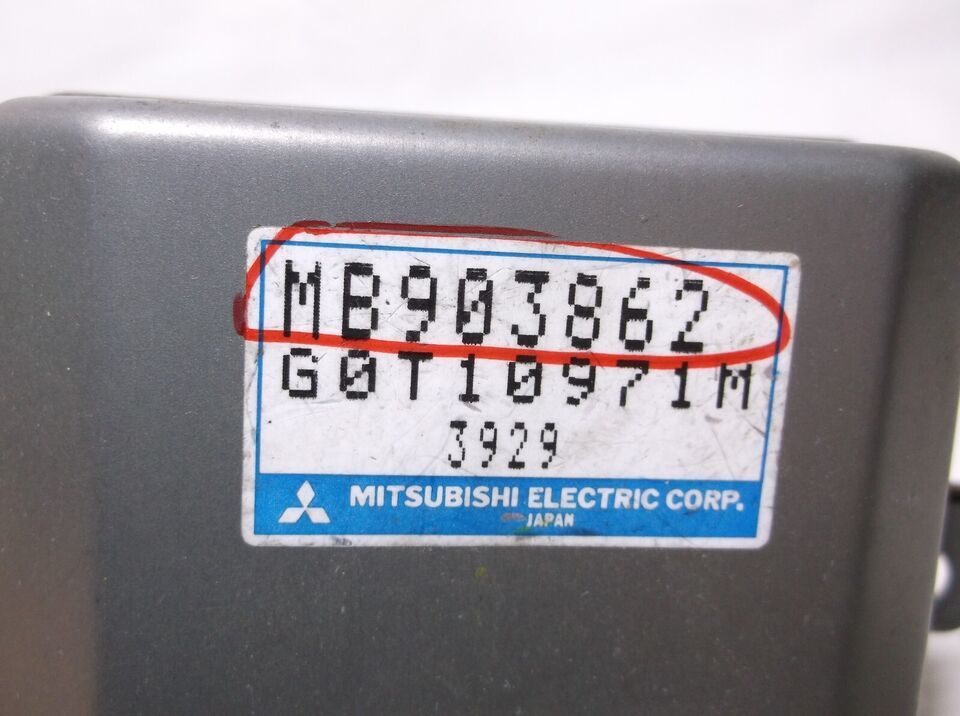 MB903862
G0T10971M
3929
MITSUBISHI ELECTRIC CORP.
JAPAN